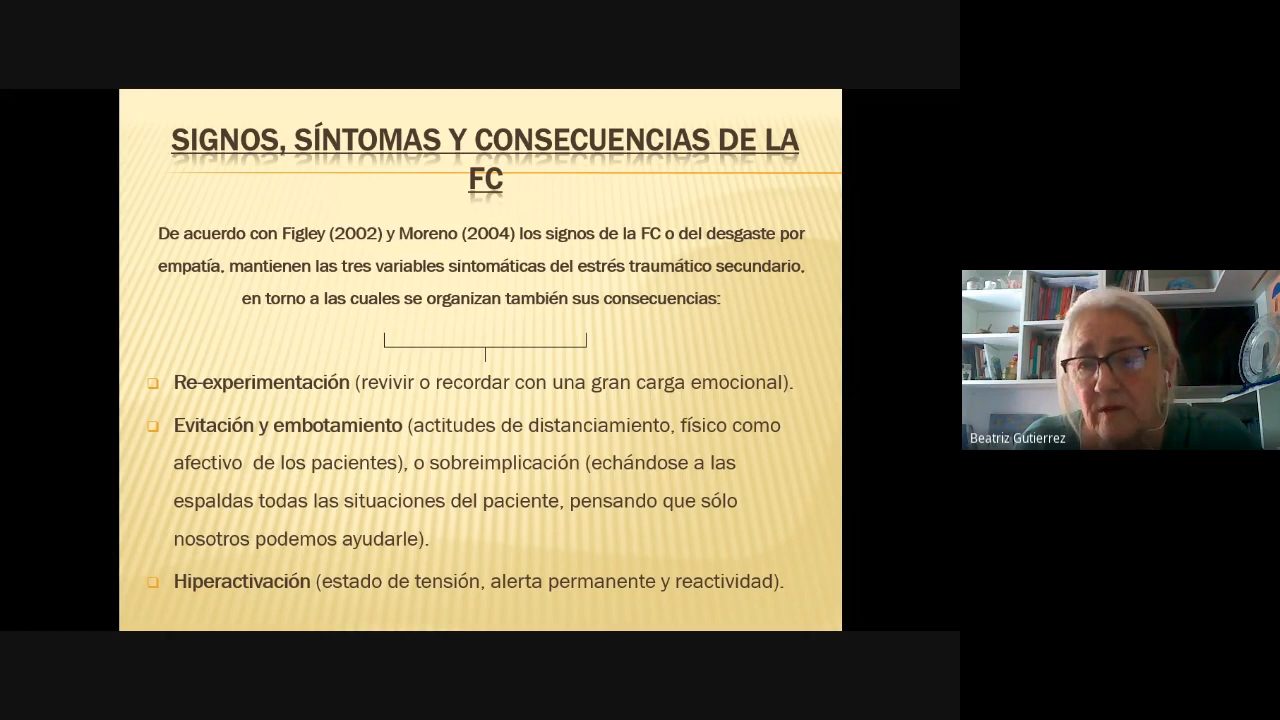 SIGNOS, SÍNTOMAS Y CONSECUENCIAS DE LA
FC
De acuerdo con Figley (2002) y Moreno (2004) los signos de la FC o del desgaste por
empatía, mantienen las tres variables sintomáticas del estrés traumático secundario,
en torno a las cuales se organizan también sus consecuencias:
Re-experimentación (revivir o recordar con una gran carga emocional).
Evitación y embotamiento (actitudes de distanciamiento, físico como
afectivo de los pacientes), o sobreimplicación (echándose a las
espaldas todas las situaciones del paciente, pensando que sólo
nosotros podemos ayudarle).
Hiperactivación (estado de tensión, alerta permanente y reactividad).
Beatriz Gutierrez